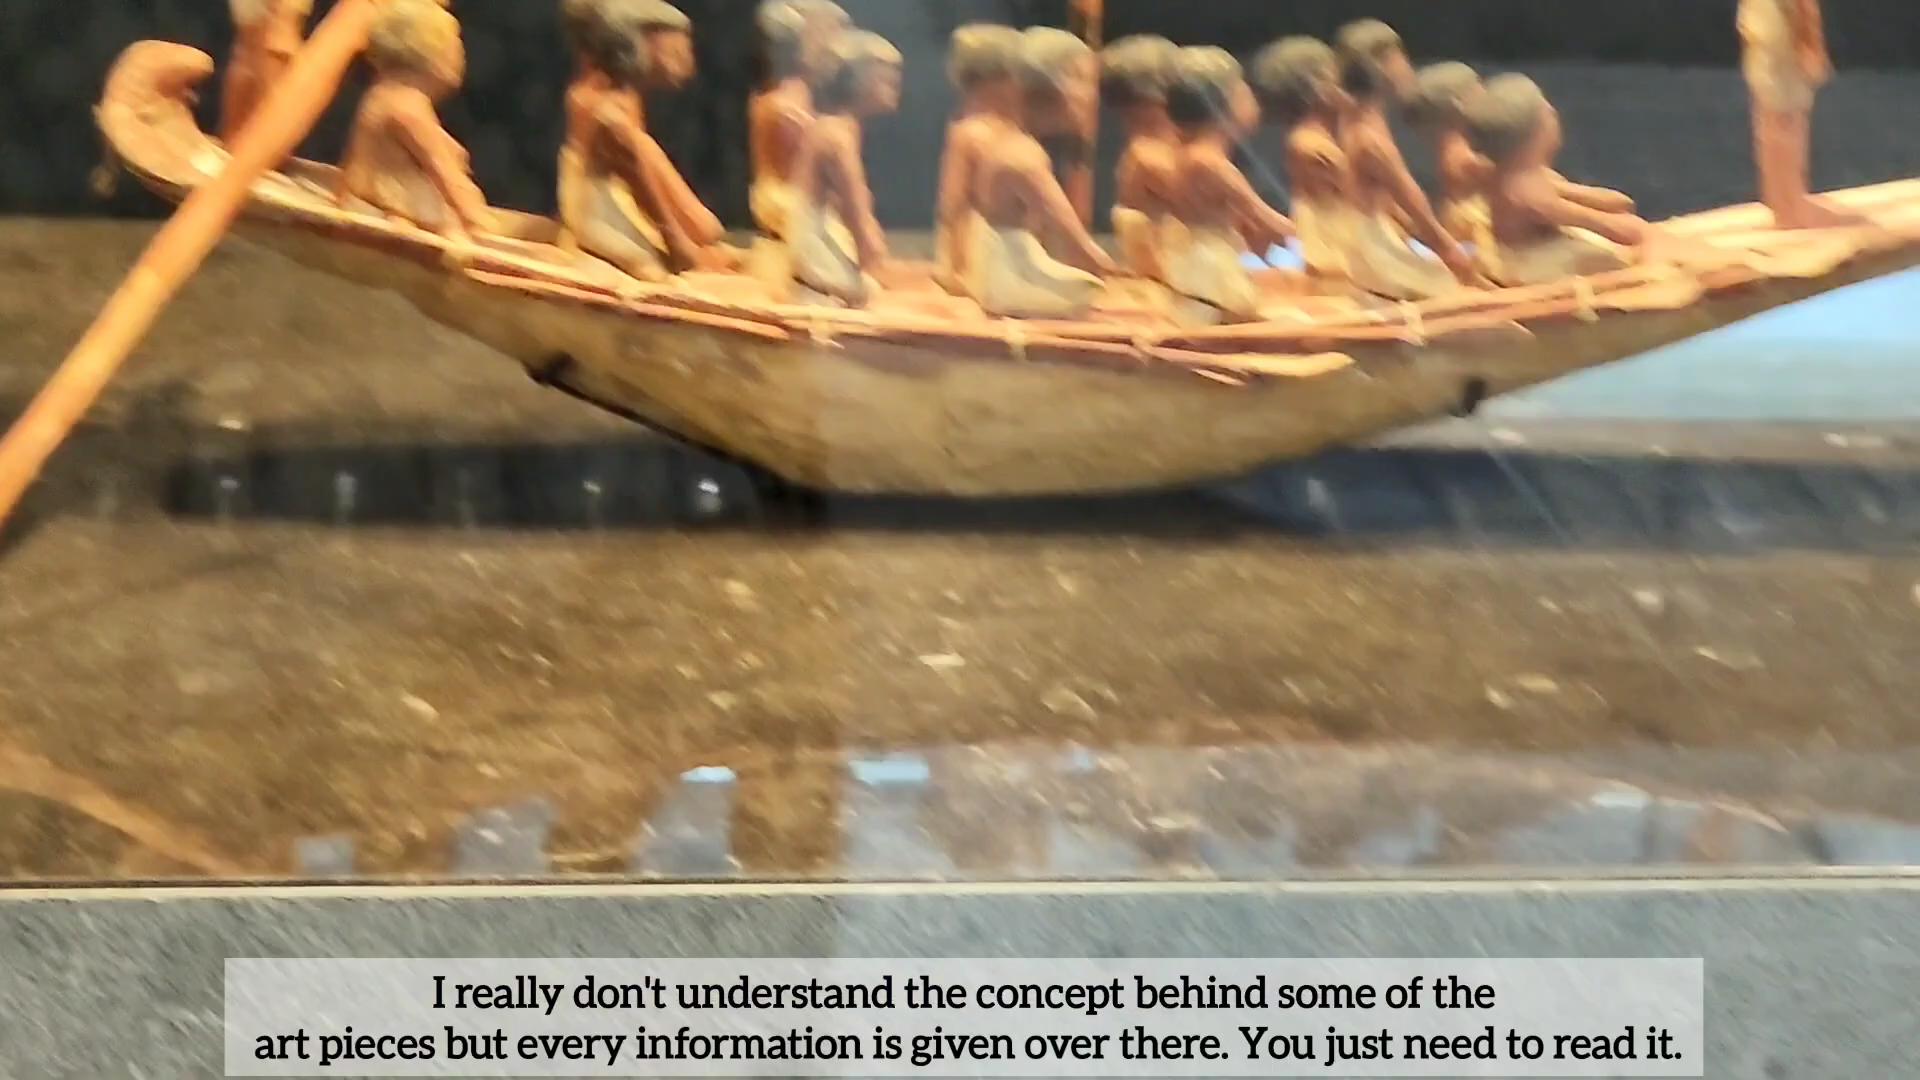 I really don't understand the concept behind some of the
art pieces but every information is given over there. You just need to read it.